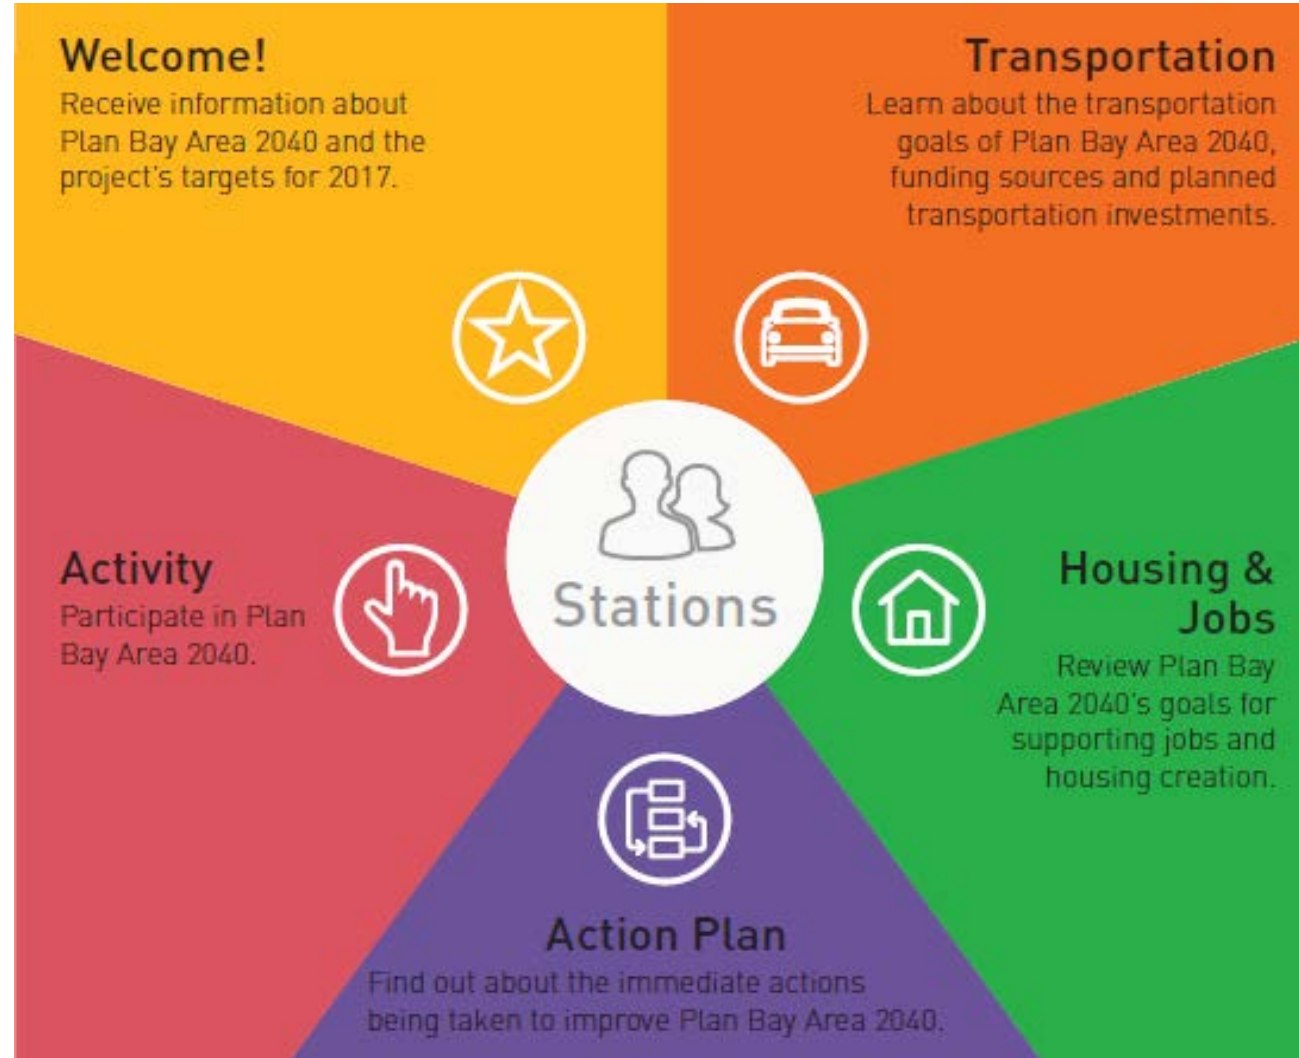 Welcome!
Receive information about
Plan Bay Area 2040 and the
project's targets for 2017.
Transportation
Learn about the transportation
goals of Plan Bay Area 2040,
funding sources and planned
transportation investments.
Stations
Activity
Participate in Plan
Bay Area 2040.
Housing &
Jobs
Review Plan Bay
Area 2040's goals for
supporting jobs and
housing creation.
Action Plan
Find out about the immediate actions
being taken to improve Plan Bay Area 2040.